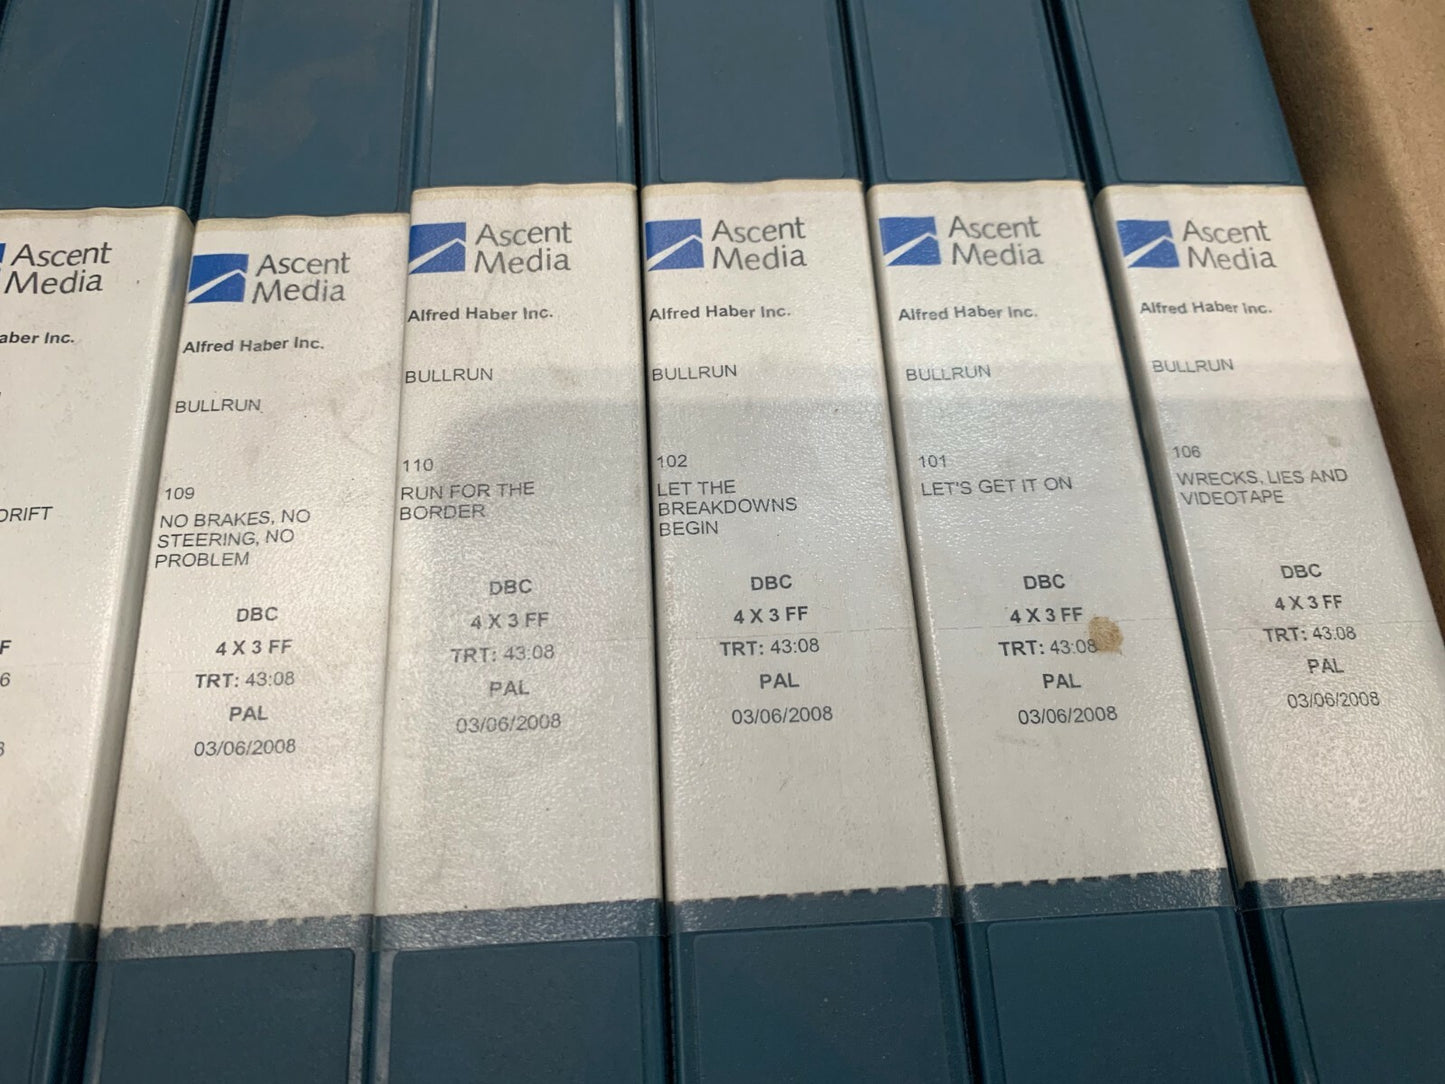 Ascent
Media
aber Inc.
DRIFT
F
6
Ascent
Media
Alfred Haber Inc.
BULLRUN
109
NO BRAKES, NO
STEERING, NO
PROBLEM
DBC
4 X 3 FF
TRT: 43:08
PAL
03/06/2008
Ascent
Media
Alfred Haber Inc.
BULLRUN
110
RUN FOR THE
BORDER
DBC
4 X 3 FF
TRT: 43:08
PAL
03/06/2008
Ascent
Media
Alfred Haber Inc.
BULLRUN
102
LET THE
BREAKDOWNS
BEGIN
DBC
4 X 3 FF
TRT: 43:08
PAL
03/06/2008
Ascent
Media
Alfred Haber Inc.
BULLRUN
101
LET'S GET IT ON
DBC
4 X 3 FF
TRT: 43:08
PAL
03/06/2008
Ascent
Media
Alfred Haber Inc.
BULLRUN
106
WRECKS, LIES AND
VIDEOTAPE
DBC
4 X 3 FF
TRT: 43:08
PAL
03/06/2008